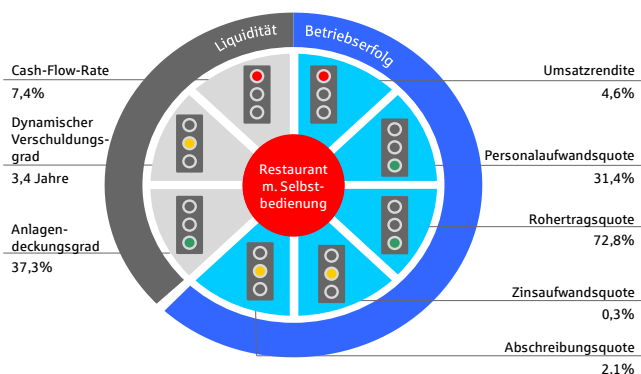 Liquidität
Betriebserfolg
Cash-Flow-Rate
7,4%
Dynamischer
Verschuldungs-
grad
3,4 Jahre
Anlagen-
deckungsgrad
37,3%
Restaurant
m. Selbst-
bedienung
Umsatzrendite
4,6%
Personalaufwandsquote
31,4%
Rohertragsquote
72,8%
Zinsaufwandsquote
0,3%
Abschreibungsquote
2,1%